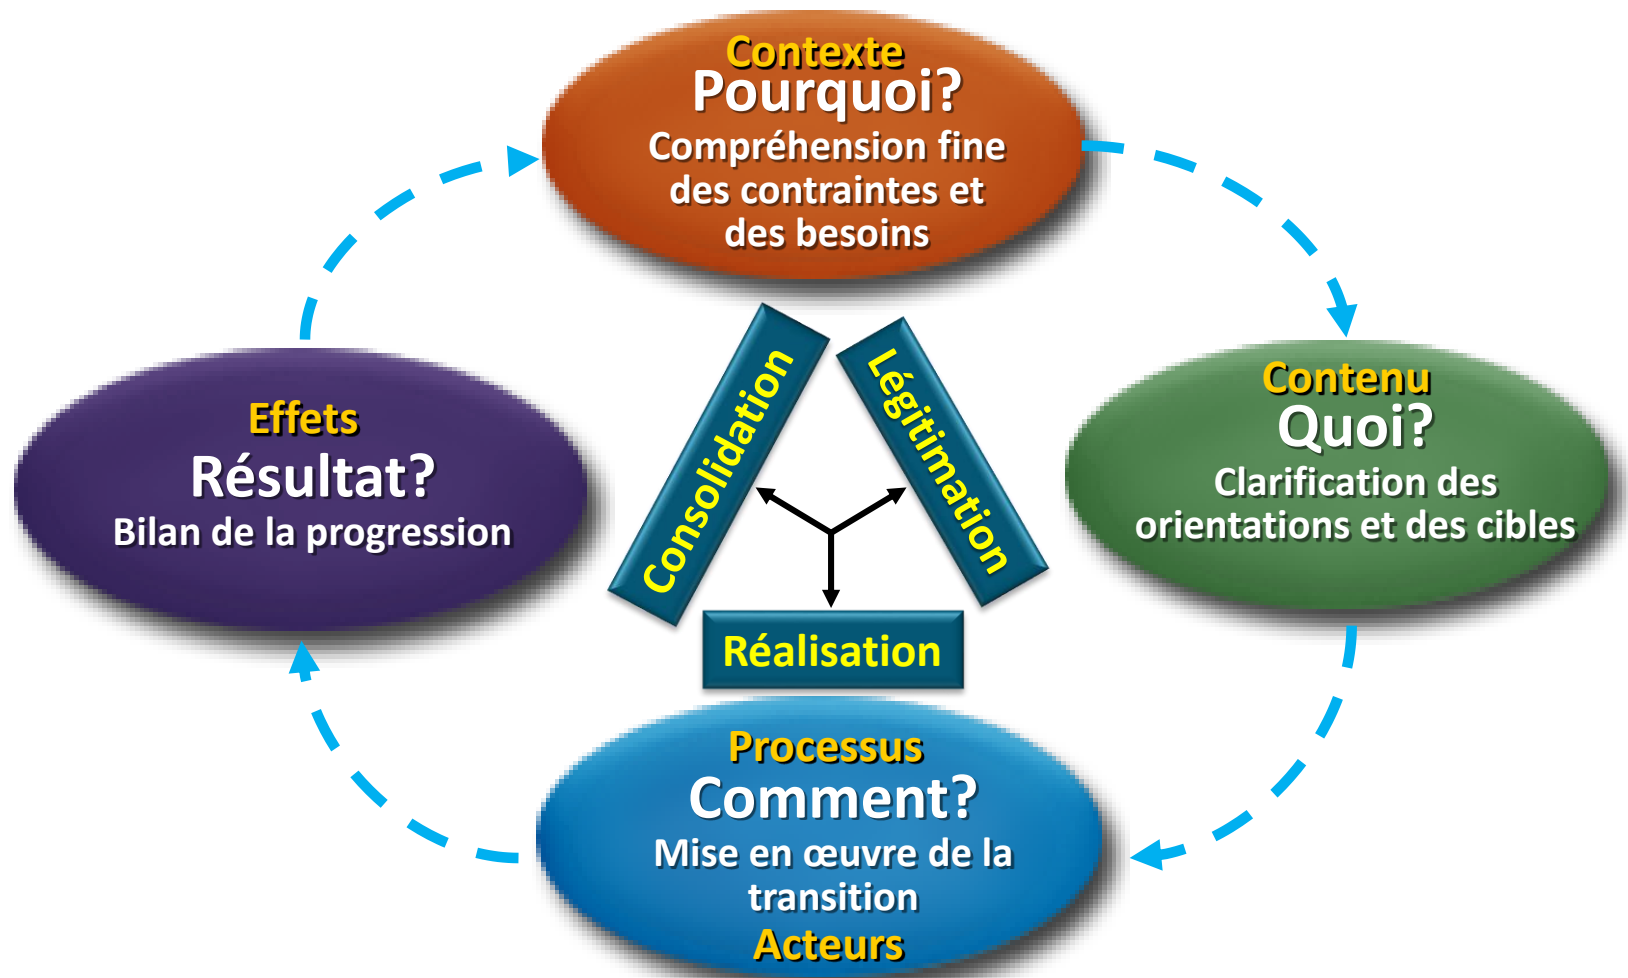 Contexte
Pourquoi?
Compréhension fine
des contraintes et
des besoins
Contenu
Quoi?
Clarification des
orientations et des cibles
Processus
Comment?
Mise en œuvre de la
transition
Acteurs
Effets
Résultat?
Bilan de la progression
Consolidation
Légitimation
Réalisation